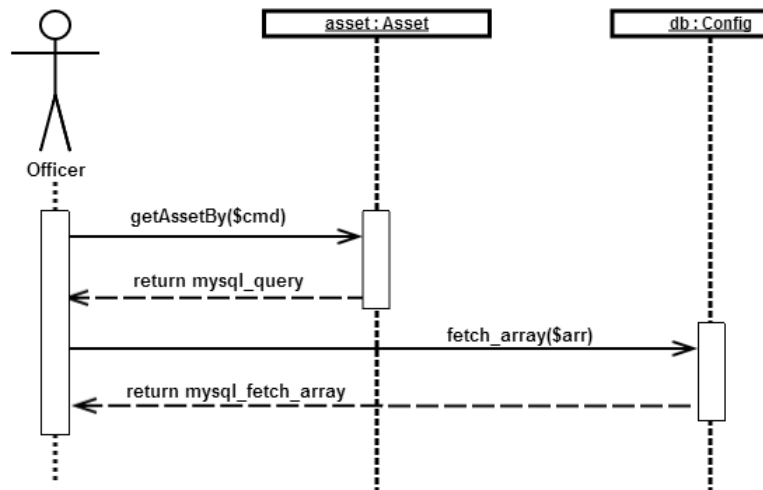 asset : Asset
db : Config
Officer
getAssetBy($cmd)
return mysql_query
fetch_array($arr)
return mysql_fetch_array